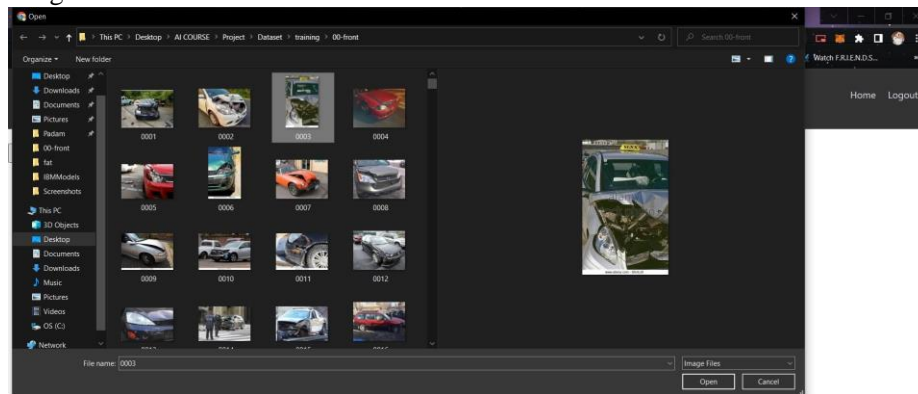 Open
This PC > Desktop > AI COURSE > Project > Dataset > training > 00-front
Search 00-front
Organize
New folder
Watch F.R.I.E.N.D.S...
Home Logout
Desktop
Downloads
Documents
Pictures
Padam
00-front
fat
IBMModels
Screenshots
This PC
3D Objects
Desktop
Documents
Downloads
Music
Pictures
Videos
OS (C:)
Network
0001 0002 0003 0004
0005 0006 0007 0008
0009 0010 0011 0012
File name: 0003
Image Files
Open Cancel